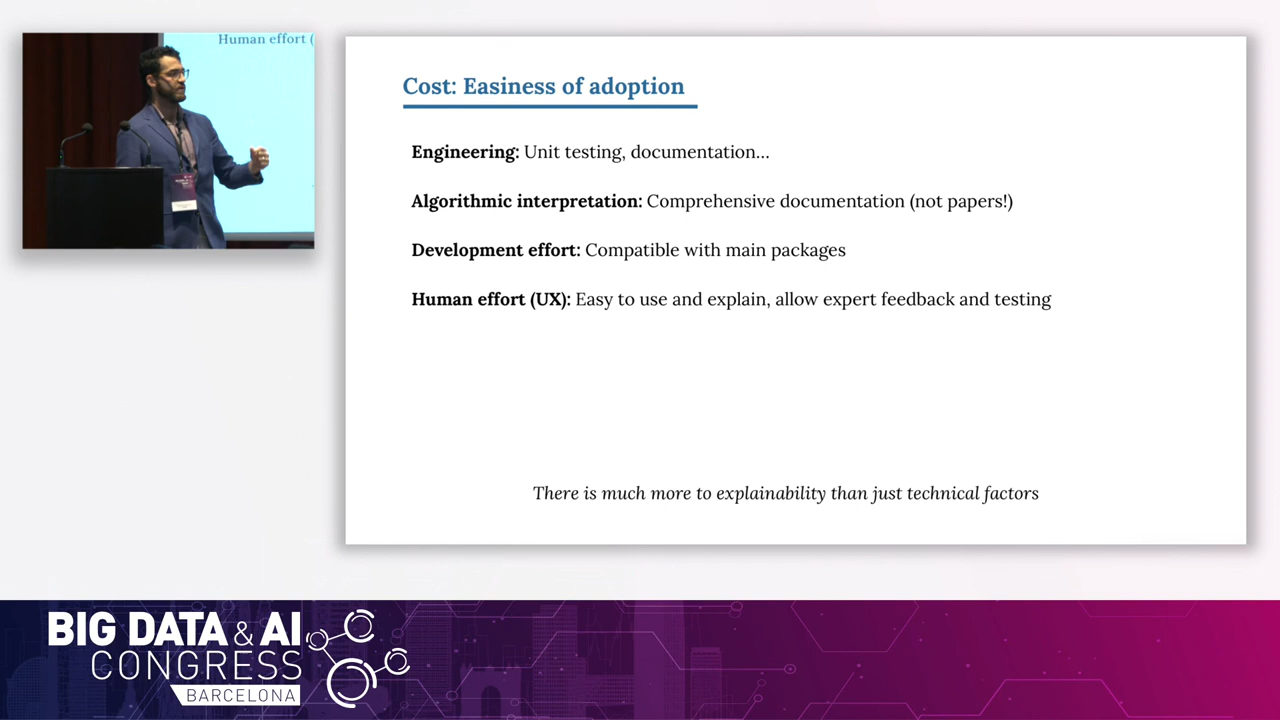 Human effort (
Cost: Easiness of adoption
Engineering: Unit testing, documentation...
Algorithmic interpretation: Comprehensive documentation (not papers!)
Development effort: Compatible with main packages
Human effort (UX): Easy to use and explain, allow expert feedback and testing
There is much more to explainability than just technical factors
BIG DATA & AI
CONGRESS
BARCELONA